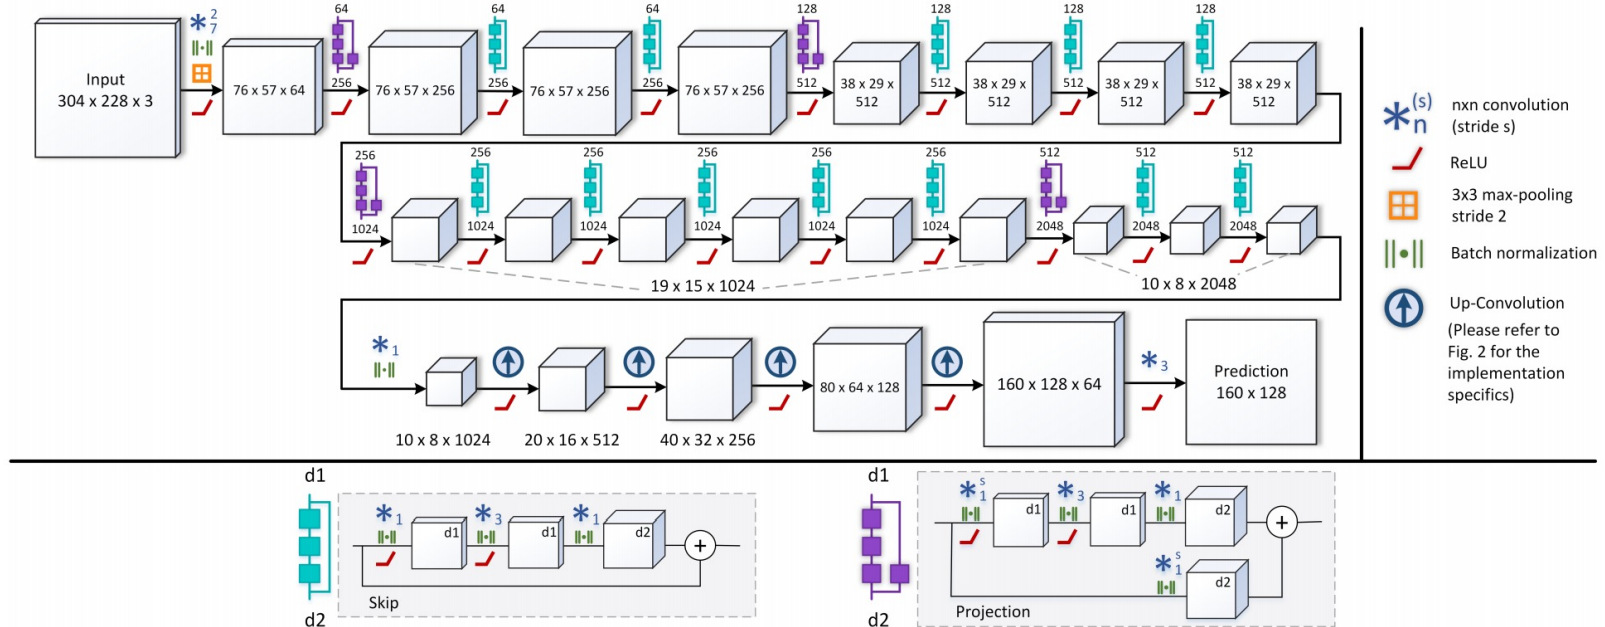 Input
304 x 228 x 3
2
7
76 x 57 x 64
64
256
76 x 57 x 256
64
256
76 x 57 x 256
64
256
76 x 57 x 256
128
512
38 x 29 x
512
128
512
38 x 29 x
512
128
512
38 x 29 x
512
128
512
38 x 29 x
512
256
1024
256
1024
256
1024
256
1024
256
1024
256
1024
512
2048
512
2048
512
2048
19 x 15 x 1024
10 x 8 x 2048
1
10 x 8 x 1024
20 x 16 x 512
40 x 32 x 256
80 x 64 x 128
160 x 128 x 64
3
Prediction
160 x 128
(s)
n
nxn convolution
(stride s)
ReLU
3x3 max-pooling
stride 2
Batch normalization
Up-Convolution
(Please refer to
Fig. 2 for the
implementation
specifics)
d1
d2
1
d1
3
d1
1
d2
+
Skip
d1
d2
s
1
d1
3
d1
1
d2
+
s
1
d2
Projection